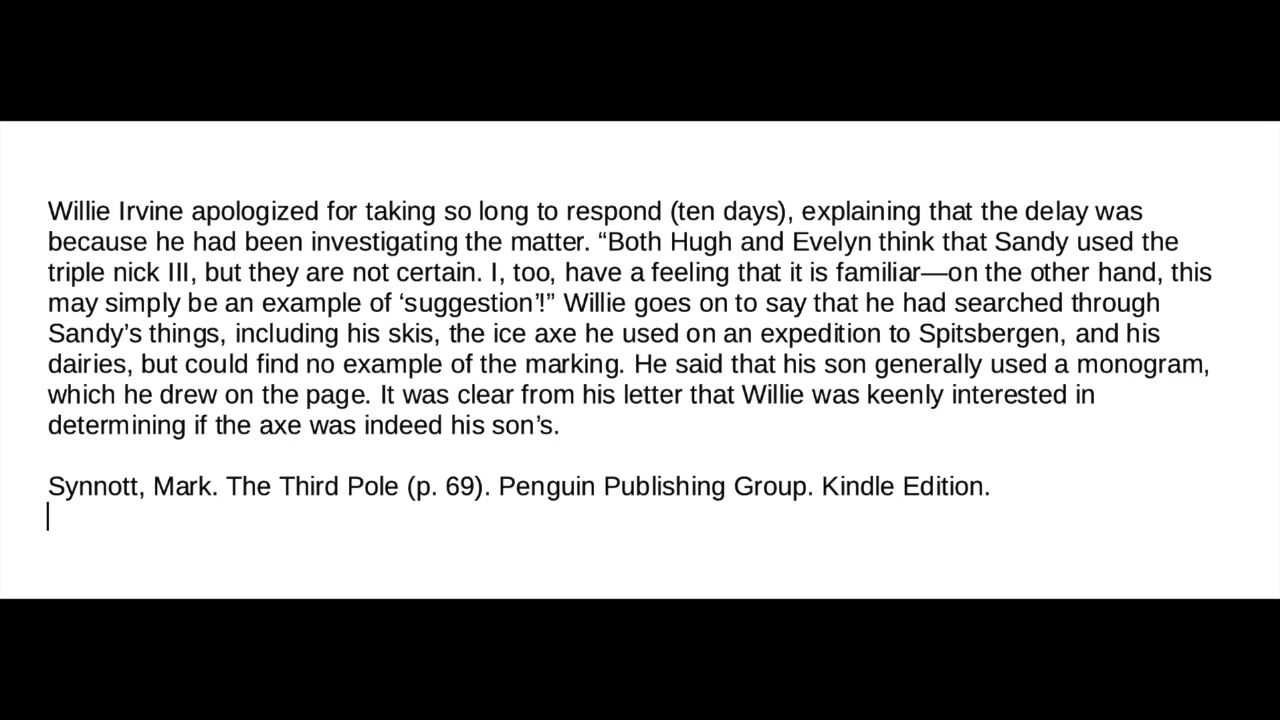 Willie Irvine apologized for taking so long to respond (ten days), explaining that the delay was
because he had been investigating the matter. “Both Hugh and Evelyn think that Sandy used the
triple nick III, but they are not certain. I, too, have a feeling that it is familiar—on the other hand, this
may simply be an example of ‘suggestion’!” Willie goes on to say that he had searched through
Sandy’s things, including his skis, the ice axe he used on an expedition to Spitsbergen, and his
dairies, but could find no example of the marking. He said that his son generally used a monogram,
which he drew on the page. It was clear from his letter that Willie was keenly interested in
determining if the axe was indeed his son’s.
Synnott, Mark. The Third Pole (p. 69). Penguin Publishing Group. Kindle Edition.